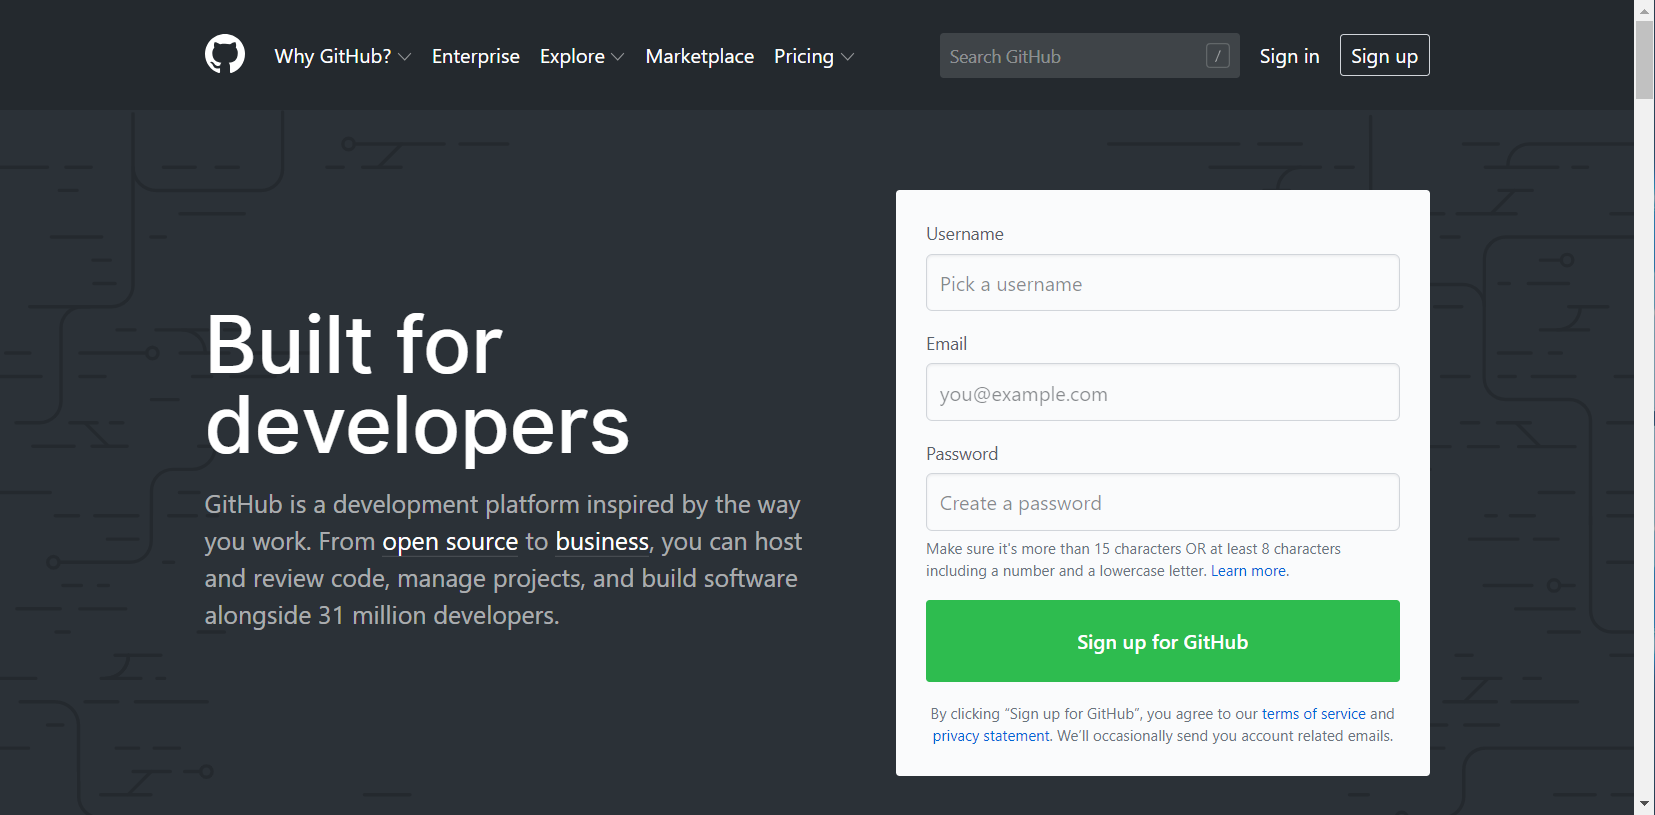 Why GitHub? Enterprise Explore Marketplace Pricing Search GitHub / Sign in Sign up
Built for
developers
GitHub is a development platform inspired by the way
you work. From open source to business, you can host
and review code, manage projects, and build software
alongside 31 million developers.
Username
Pick a username
Email
you@example.com
Password
Create a password
Make sure it's more than 15 characters OR at least 8 characters
including a number and a lowercase letter. Learn more.
Sign up for GitHub
By clicking “Sign up for GitHub”, you agree to our terms of service and
privacy statement. We’ll occasionally send you account related emails.